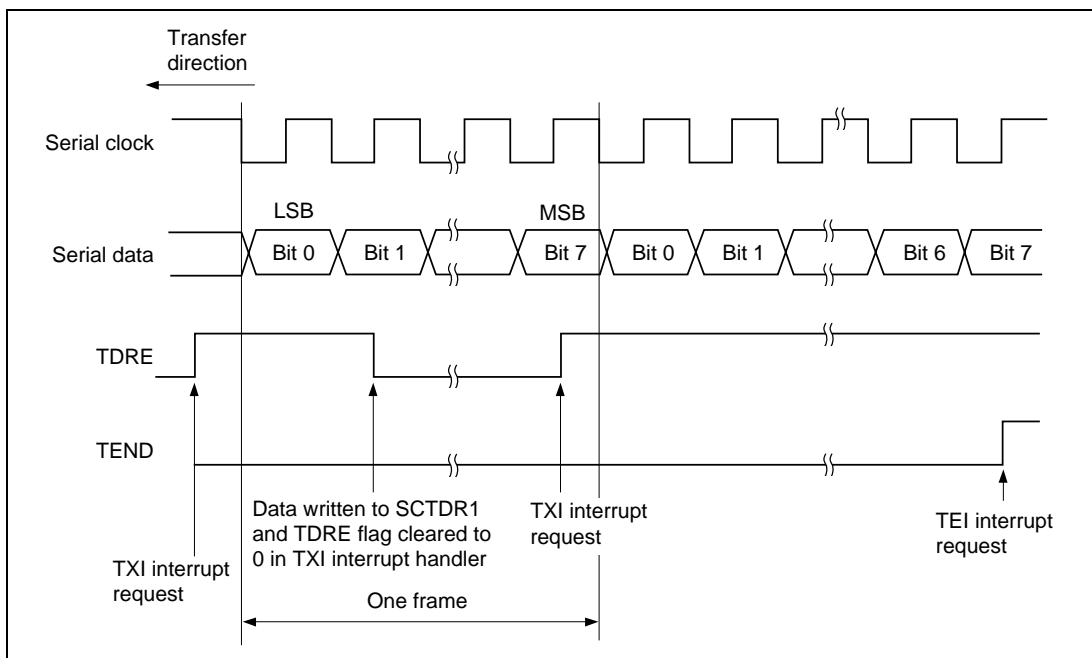 Transfer
direction
Serial clock
LSB
MSB
Serial data
Bit 0
Bit 1
Bit 7
Bit 0
Bit 1
Bit 6
Bit 7
TDRE
TEND
Data written to SCTDR1
and TDRE flag cleared to
0 in TXI interrupt handler
TXI interrupt
request
TEI interrupt
request
TXI interrupt
request
One frame